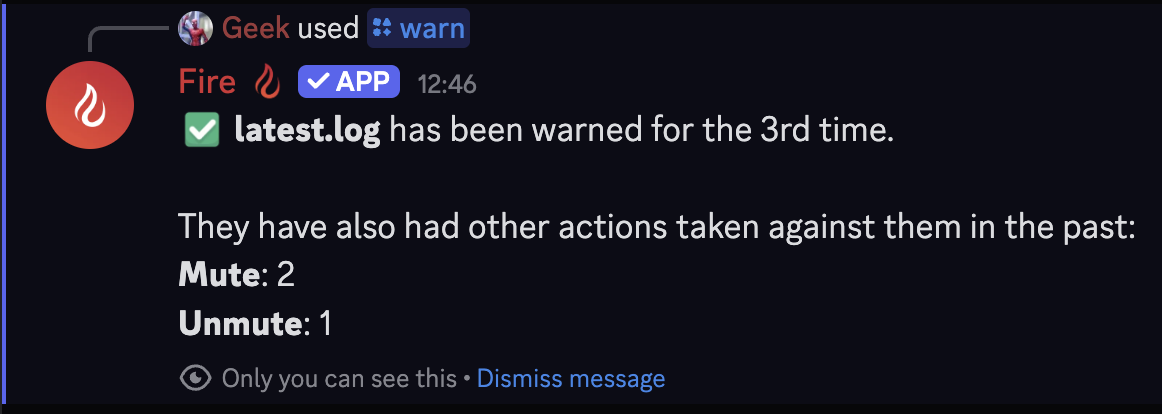 Geek used warn
Fire APP 12:46
latest.log has been warned for the 3rd time.
They have also had other actions taken against them in the past:
Mute: 2
Unmute: 1
Only you can see this • Dismiss message